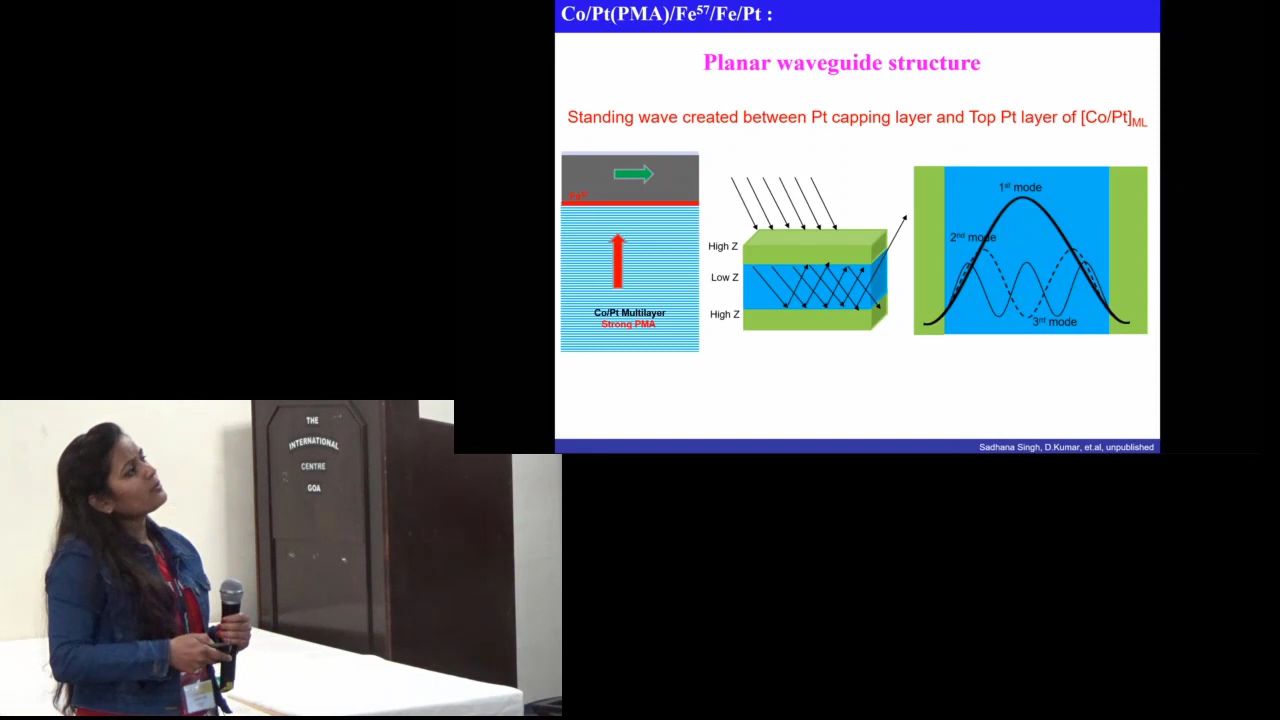 Co/Pt(PMA)/Fe⁵⁷/Fe/Pt :
Planar waveguide structure
Standing wave created between Pt capping layer and Top Pt layer of [Co/Pt]ML
Fe⁵⁷
Co/Pt Multilayer
Strong PMA
High Z
Low Z
High Z
1st mode
2nd mode
3rd mode
Sadhana Singh, D.Kumar, et.al, unpublished
THE
INTERNATIONAL
CENTRE
GOA